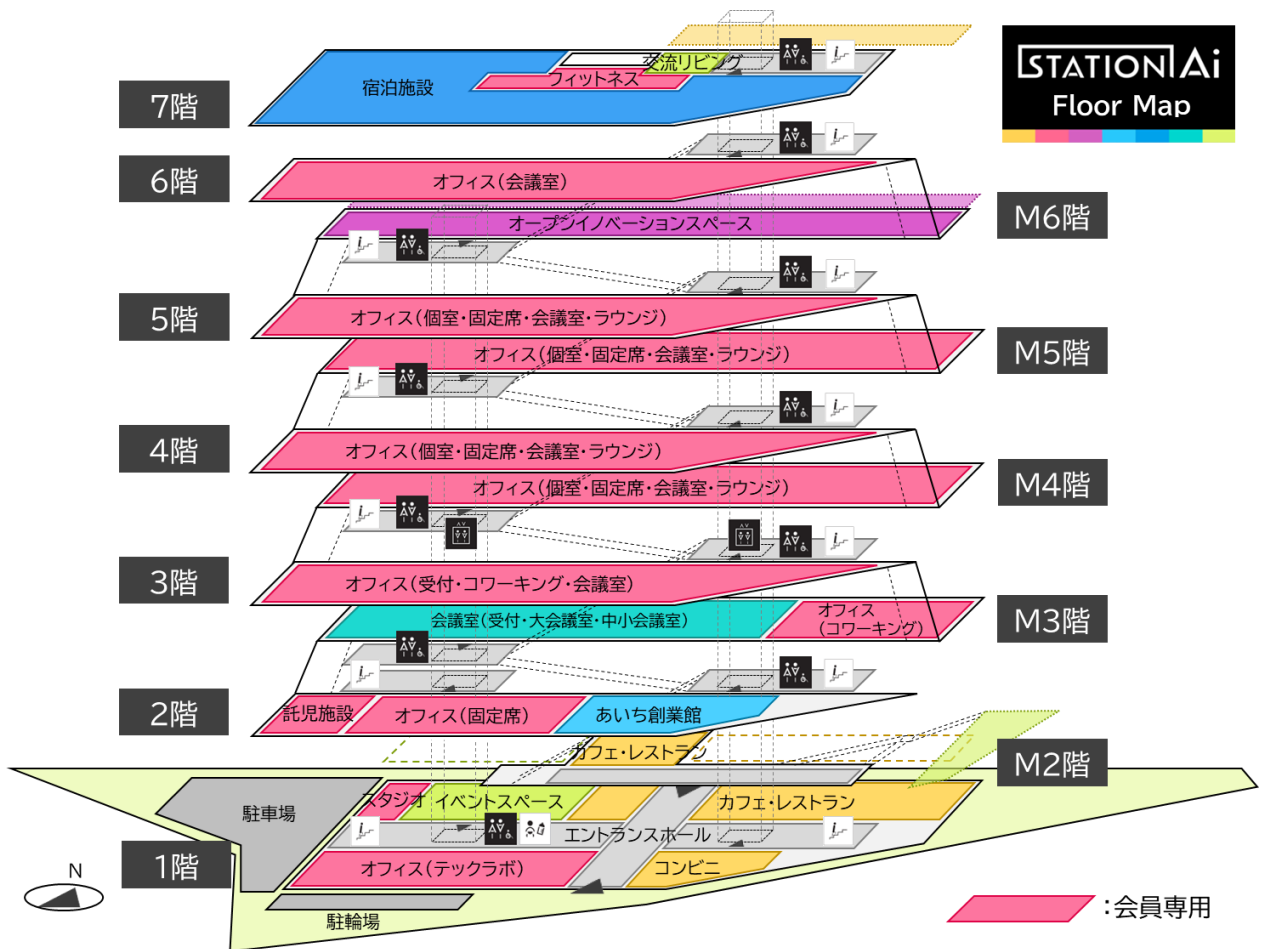 STATION Ai
Floor Map
交流リビング
フィットネス
宿泊施設
7階
6階
オフィス(会議室)
オープンイノベーションスペース
M6階
5階
オフィス(個室・固定席・会議室・ラウンジ)
オフィス(個室・固定席・会議室・ラウンジ)
M5階
4階
オフィス(個室・固定席・会議室・ラウンジ)
オフィス(個室・固定席・会議室・ラウンジ)
M4階
3階
オフィス(受付・コワーキング・会議室)
会議室(受付・大会議室・中小会議室)
オフィス
(コワーキング)
M3階
2階
託児施設
オフィス(固定席)
あいち創業館
カフェ・レストラン
M2階
駐車場
スタジオ
イベントスペース
カフェ・レストラン
エントランスホール
1階
オフィス(テックラボ)
コンビニ
N
駐輪場
:会員専用